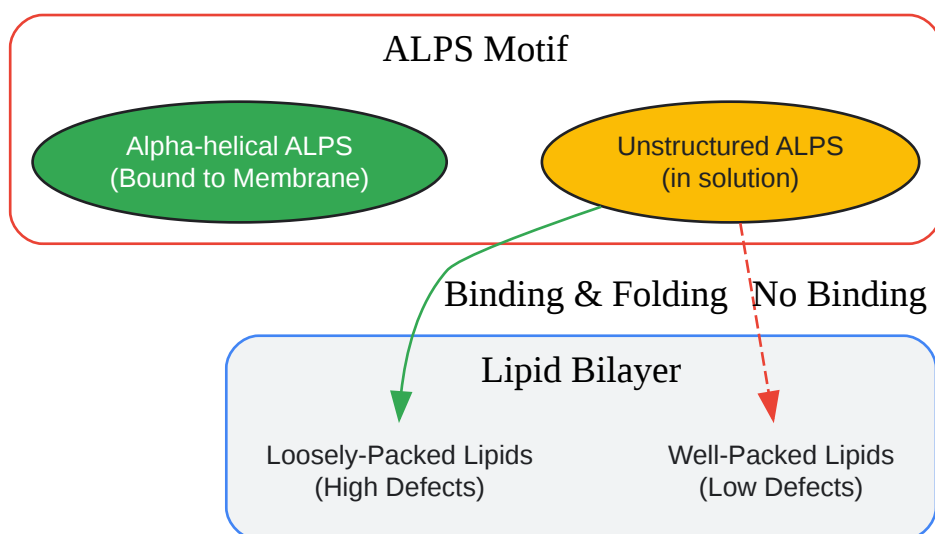 ALPS Motif
Alpha-helical ALPS
(Bound to Membrane)
Unstructured ALPS
(in solution)
Binding & Folding
No Binding
Lipid Bilayer
Loosely-Packed Lipids
(High Defects)
Well-Packed Lipids
(Low Defects)